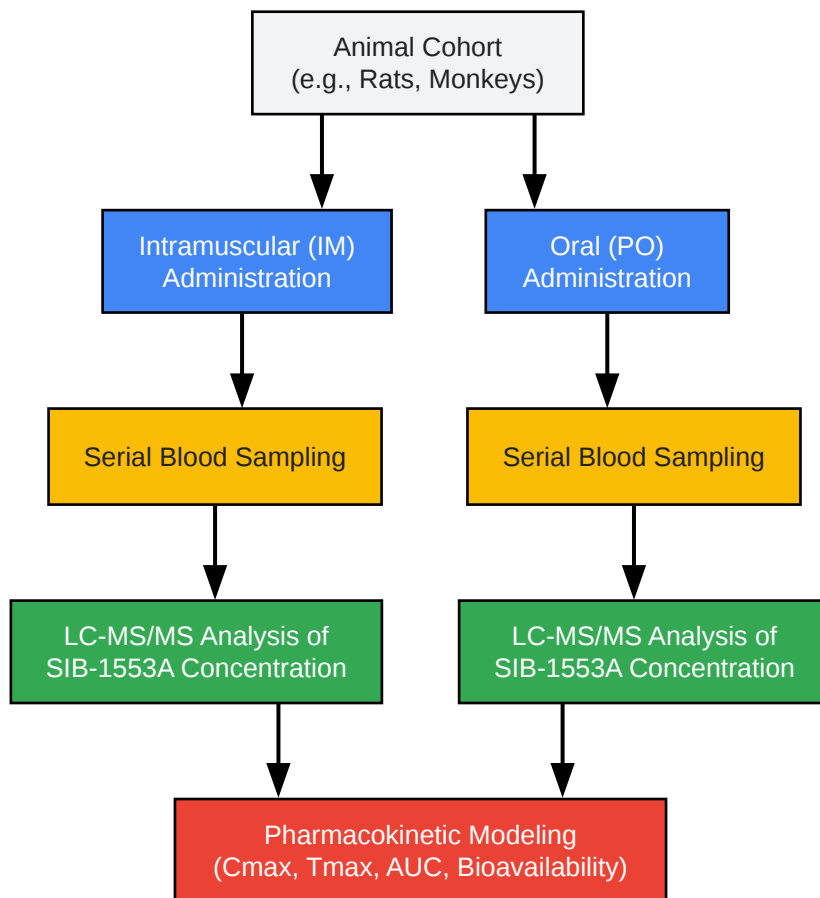 Animal Cohort
(e.g., Rats, Monkeys)
Intramuscular (IM)
Administration
Oral (PO)
Administration
Serial Blood Sampling
Serial Blood Sampling
LC-MS/MS Analysis of
SIB-1553A Concentration
LC-MS/MS Analysis of
SIB-1553A Concentration
Pharmacokinetic Modeling
(Cmax, Tmax, AUC, Bioavailability)